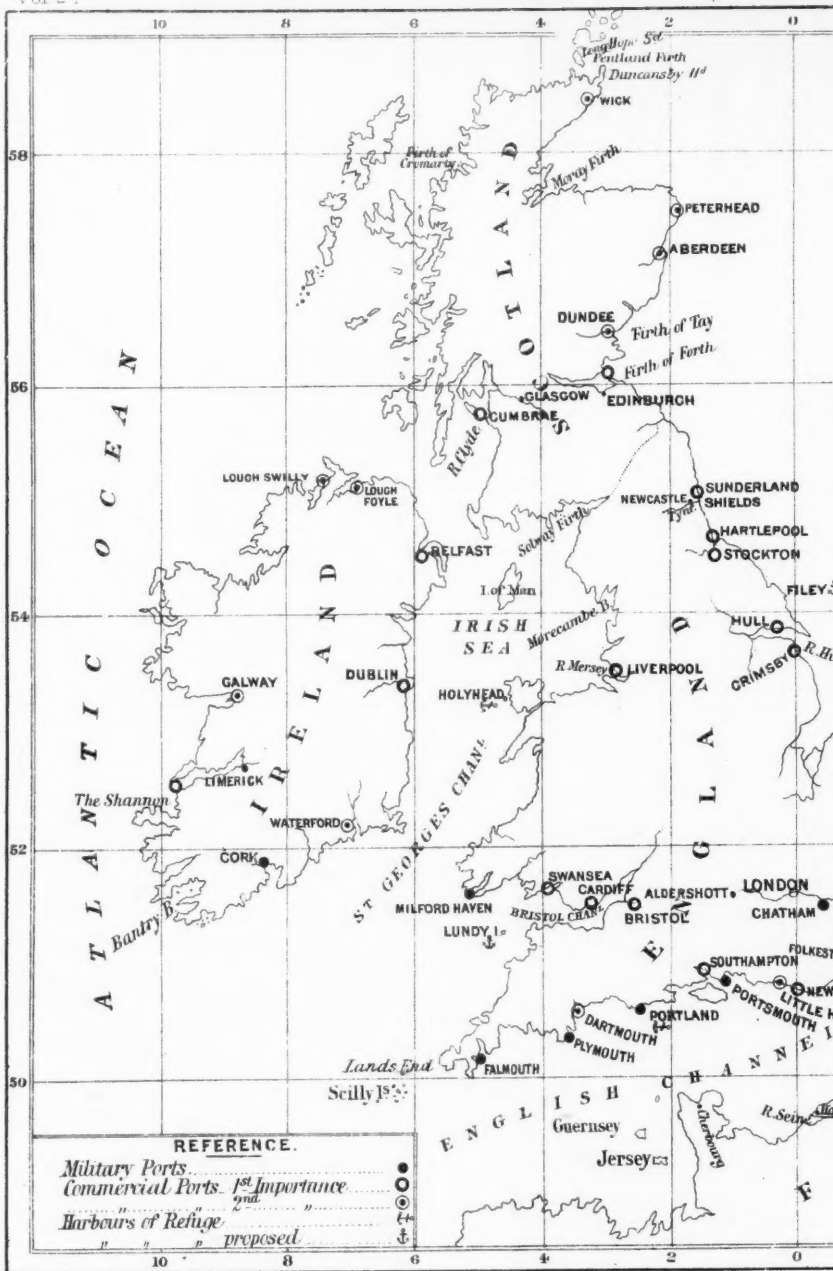 10 8 6 4 2 0
Longhope Sd
Pentland Firth
Duncansby Hd
WICK
58
Firth of
Cromarty
Moray Firth
PETERHEAD
ABERDEEN
SCOTLAND
DUNDEE
Firth of Tay
Firth of Forth
56
GLASGOW
EDINBURGH
CUMBRAE
R. Clyde
ATLANTIC OCEAN
LOUGH SWILLY
LOUGH
FOYLE
SUNDERLAND
NEWCASTLE
SHIELDS
Tyne
Solway Firth
HARTLEPOOL
BELFAST
STOCKTON
I. of Man
FILEY
54
IRISH
SEA
Morecambe B.
HULL
GRIMSBY
R. Hu
IRELAND
ENGLAND
GALWAY
DUBLIN
HOLYHEAD
R Mersey
LIVERPOOL
LIMERICK
The Shannon
WATERFORD
ST GEORGES CHANL
52
CORK
Bantry B.
MILFORD HAVEN
SWANSEA
CARDIFF
BRISTOL CHANL
BRISTOL
ALDERSHOTT
LONDON
CHATHAM
LUNDY I.
FOLKEST
SOUTHAMPTON
PORTSMOUTH
LITTLE H
NEW
PORTLAND
DARTMOUTH
PLYMOUTH
FALMOUTH
Lands End
50
Scilly Is
ENGLISH CHANNEL
Guernsey
Jersey
Cherbourg
R. Sein
F
REFERENCE.
Military Ports
Commercial Ports 1st Importance
" " 2nd "
Harbours of Refuge
" " " proposed
10 8 6 4 2 0